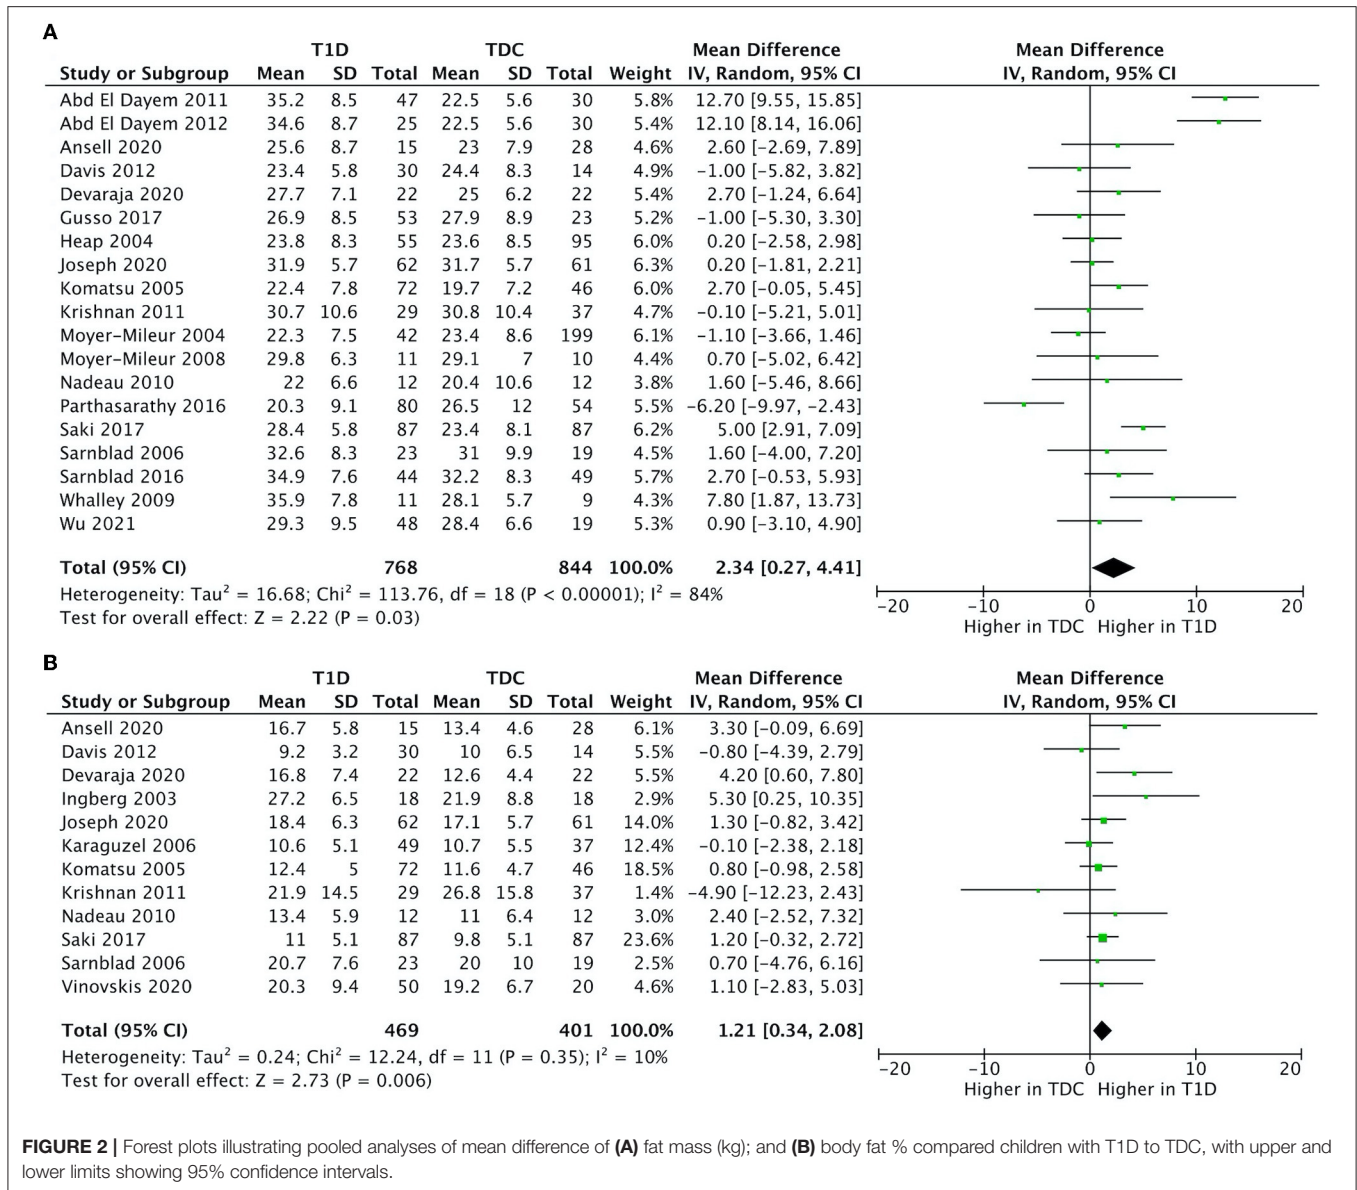 A
T1D TDC Mean Difference Mean Difference
Study or Subgroup Mean SD Total Mean SD Total Weight IV, Random, 95% CI IV, Random, 95% CI
Abd El Dayem 2011 35.2 8.5 47 22.5 5.6 30 5.8% 12.70 [9.55, 15.85]
Abd El Dayem 2012 34.6 8.7 25 22.5 5.6 30 5.4% 12.10 [8.14, 16.06]
Ansell 2020 25.6 8.7 15 23 7.9 28 4.6% 2.60 [−2.69, 7.89]
Davis 2012 23.4 5.8 30 24.4 8.3 14 4.9% −1.00 [−5.82, 3.82]
Devaraja 2020 27.7 7.1 22 25 6.2 22 5.4% 2.70 [−1.24, 6.64]
Gusso 2017 26.9 8.5 53 27.9 8.9 23 5.2% −1.00 [−5.30, 3.30]
Heap 2004 23.8 8.3 55 23.6 8.5 95 6.0% 0.20 [−2.58, 2.98]
Joseph 2020 31.9 5.7 62 31.7 5.7 61 6.3% 0.20 [−1.81, 2.21]
Komatsu 2005 22.4 7.8 72 19.7 7.2 46 6.0% 2.70 [−0.05, 5.45]
Krishnan 2011 30.7 10.6 29 30.8 10.4 37 4.7% −0.10 [−5.21, 5.01]
Moyer−Mileur 2004 22.3 7.5 42 23.4 8.6 199 6.1% −1.10 [−3.66, 1.46]
Moyer−Mileur 2008 29.8 6.3 11 29.1 7 10 4.4% 0.70 [−5.02, 6.42]
Nadeau 2010 22 6.6 12 20.4 10.6 12 3.8% 1.60 [−5.46, 8.66]
Parthasarathy 2016 20.3 9.1 80 26.5 12 54 5.5% −6.20 [−9.97, −2.43]
Saki 2017 28.4 5.8 87 23.4 8.1 87 6.2% 5.00 [2.91, 7.09]
Sarnblad 2006 32.6 8.3 23 31 9.9 19 4.5% 1.60 [−4.00, 7.20]
Sarnblad 2016 34.9 7.6 44 32.2 8.3 49 5.7% 2.70 [−0.53, 5.93]
Whalley 2009 35.9 7.8 11 28.1 5.7 9 4.3% 7.80 [1.87, 13.73]
Wu 2021 29.3 9.5 48 28.4 6.6 19 5.3% 0.90 [−3.10, 4.90]
Total (95% CI) 768 844 100.0% 2.34 [0.27, 4.41]
Heterogeneity: Tau² = 16.68; Chi² = 113.76, df = 18 (P < 0.00001); I² = 84%
Test for overall effect: Z = 2.22 (P = 0.03)
−20 −10 0 10 20
Higher in TDC Higher in T1D
B
T1D TDC Mean Difference Mean Difference
Study or Subgroup Mean SD Total Mean SD Total Weight IV, Random, 95% CI IV, Random, 95% CI
Ansell 2020 16.7 5.8 15 13.4 4.6 28 6.1% 3.30 [−0.09, 6.69]
Davis 2012 9.2 3.2 30 10 6.5 14 5.5% −0.80 [−4.39, 2.79]
Devaraja 2020 16.8 7.4 22 12.6 4.4 22 5.5% 4.20 [0.60, 7.80]
Ingberg 2003 27.2 6.5 18 21.9 8.8 18 2.9% 5.30 [0.25, 10.35]
Joseph 2020 18.4 6.3 62 17.1 5.7 61 14.0% 1.30 [−0.82, 3.42]
Karaguzel 2006 10.6 5.1 49 10.7 5.5 37 12.4% −0.10 [−2.38, 2.18]
Komatsu 2005 12.4 5 72 11.6 4.7 46 18.5% 0.80 [−0.98, 2.58]
Krishnan 2011 21.9 14.5 29 26.8 15.8 37 1.4% −4.90 [−12.23, 2.43]
Nadeau 2010 13.4 5.9 12 11 6.4 12 3.0% 2.40 [−2.52, 7.32]
Saki 2017 11 5.1 87 9.8 5.1 87 23.6% 1.20 [−0.32, 2.72]
Sarnblad 2006 20.7 7.6 23 20 10 19 2.5% 0.70 [−4.76, 6.16]
Vinovskis 2020 20.3 9.4 50 19.2 6.7 20 4.6% 1.10 [−2.83, 5.03]
Total (95% CI) 469 401 100.0% 1.21 [0.34, 2.08]
Heterogeneity: Tau² = 0.24; Chi² = 12.24, df = 11 (P = 0.35); I² = 10%
Test for overall effect: Z = 2.73 (P = 0.006)
−20 −10 0 10 20
Higher in TDC Higher in T1D
FIGURE 2 | Forest plots illustrating pooled analyses of mean difference of (A) fat mass (kg); and (B) body fat % compared children with T1D to TDC, with upper and
lower limits showing 95% confidence intervals.